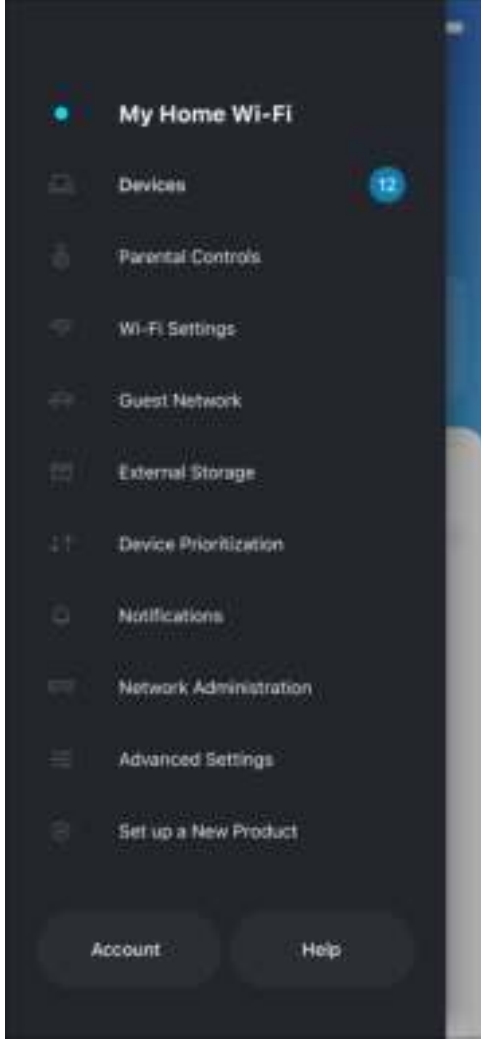 My Home Wi-Fi
Devices
12
Parental Controls
Wi-Fi Settings
Guest Network
External Storage
Device Prioritization
Notifications
Network Administration
Advanced Settings
Set up a New Product
Account
Help